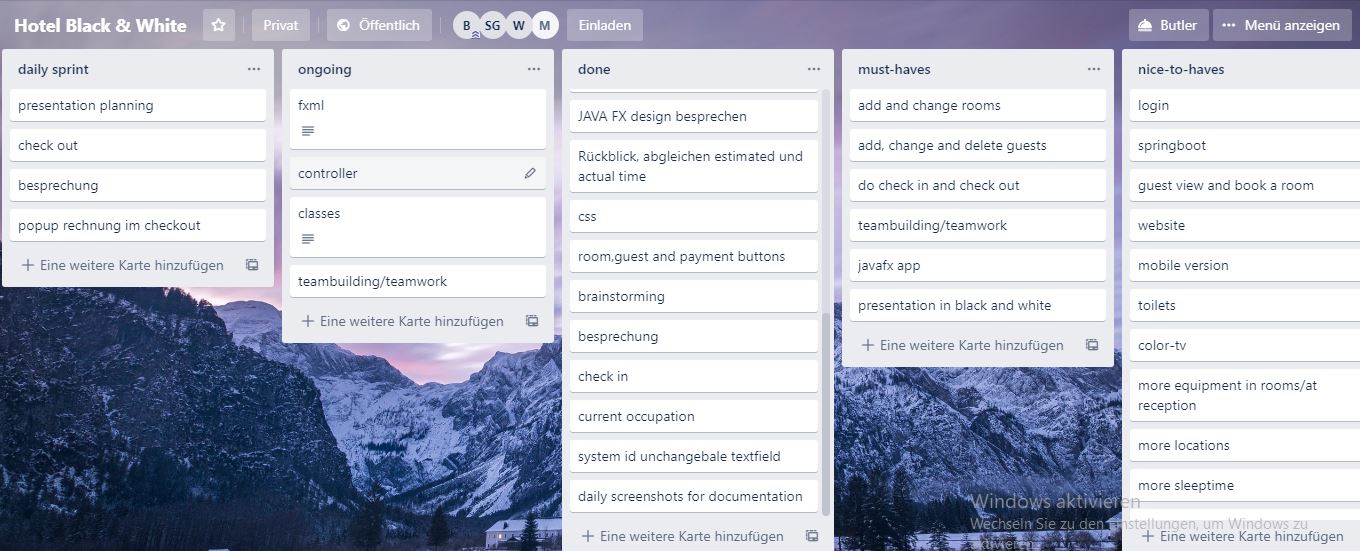 Hotel Black & White
Privat
Öffentlich
B SG W M
Einladen
Butler
Menü anzeigen
daily sprint
presentation planning
check out
besprechung
popup rechnung im checkout
Eine weitere Karte hinzufügen
ongoing
fxml
controller
classes
teambuilding/teamwork
Eine weitere Karte hinzufügen
done
JAVA FX design besprechen
Rückblick, abgleichen estimated und
actual time
css
room,guest and payment buttons
brainstorming
besprechung
check in
current occupation
system id unchangebale textfield
daily screenshots for documentation
Eine weitere Karte hinzufügen
must-haves
add and change rooms
add, change and delete guests
do check in and check out
teambuilding/teamwork
javafx app
presentation in black and white
Eine weitere Karte hinzufügen
nice-to-haves
login
springboot
guest view and book a room
website
mobile version
toilets
color-tv
more equipment in rooms/at
reception
more locations
more sleeptime
Eine weitere Karte hinzufügen
Windows aktivieren
Wechseln Sie zu den Einstellungen, um Windows zu
aktivieren.